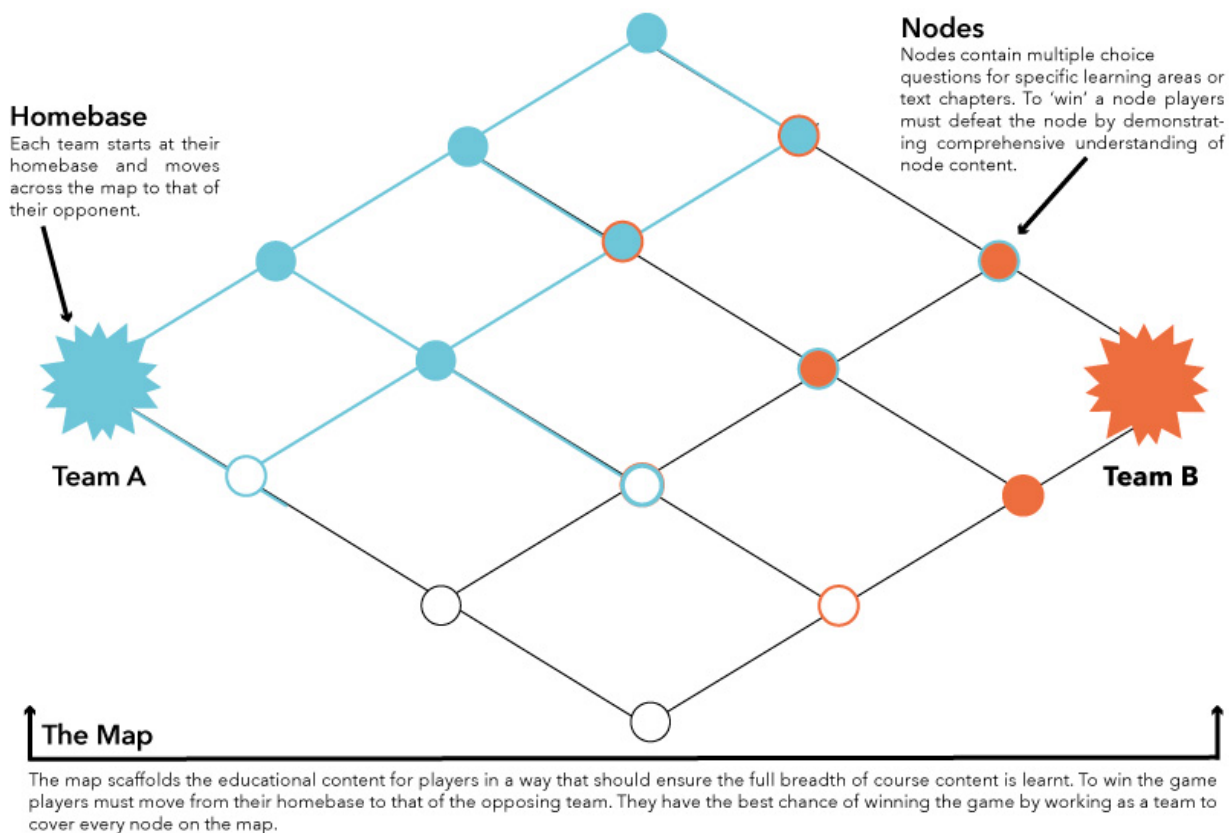 Homebase
Each team starts at their
homebase and moves
across the map to that of
their opponent.
Nodes
Nodes contain multiple choice
questions for specific learning areas or
text chapters. To ‘win’ a node players
must defeat the node by demonstrat-
ing comprehensive understanding of
node content.
Team A
Team B
The Map
The map scaffolds the educational content for players in a way that should ensure the full breadth of course content is learnt. To win the game
players must move from their homebase to that of the opposing team. They have the best chance of winning the game by working as a team to
cover every node on the map.